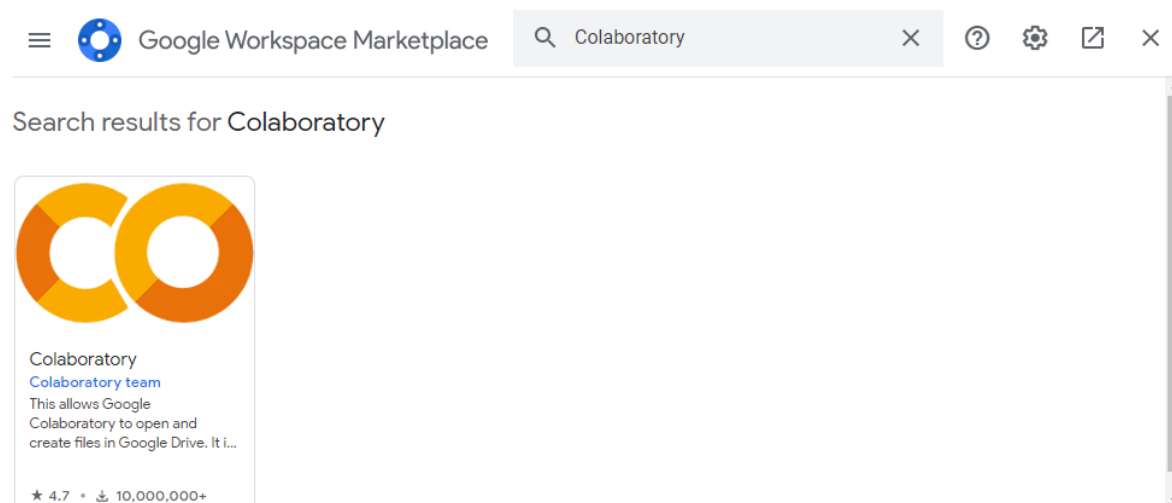 Google Workspace Marketplace
Colaboratory
Search results for Colaboratory
Colaboratory
Colaboratory team
This allows Google
Colaboratory to open and
create files in Google Drive. It i...
4.7 • 10,000,000+